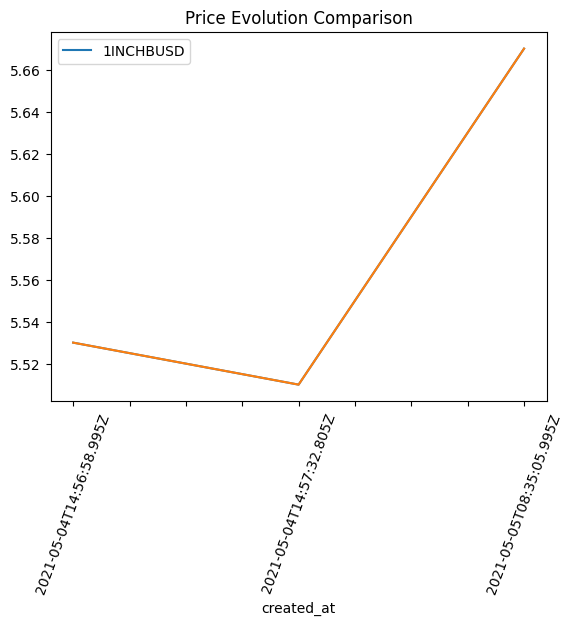 Price Evolution Comparison
1INCHBUSD
5.66
5.64
5.62
5.60
5.58
5.56
5.54
5.52
2021-05-04T14:56:58.995Z
2021-05-04T14:57:32.805Z
2021-05-05T08:35:05.995Z
created_at